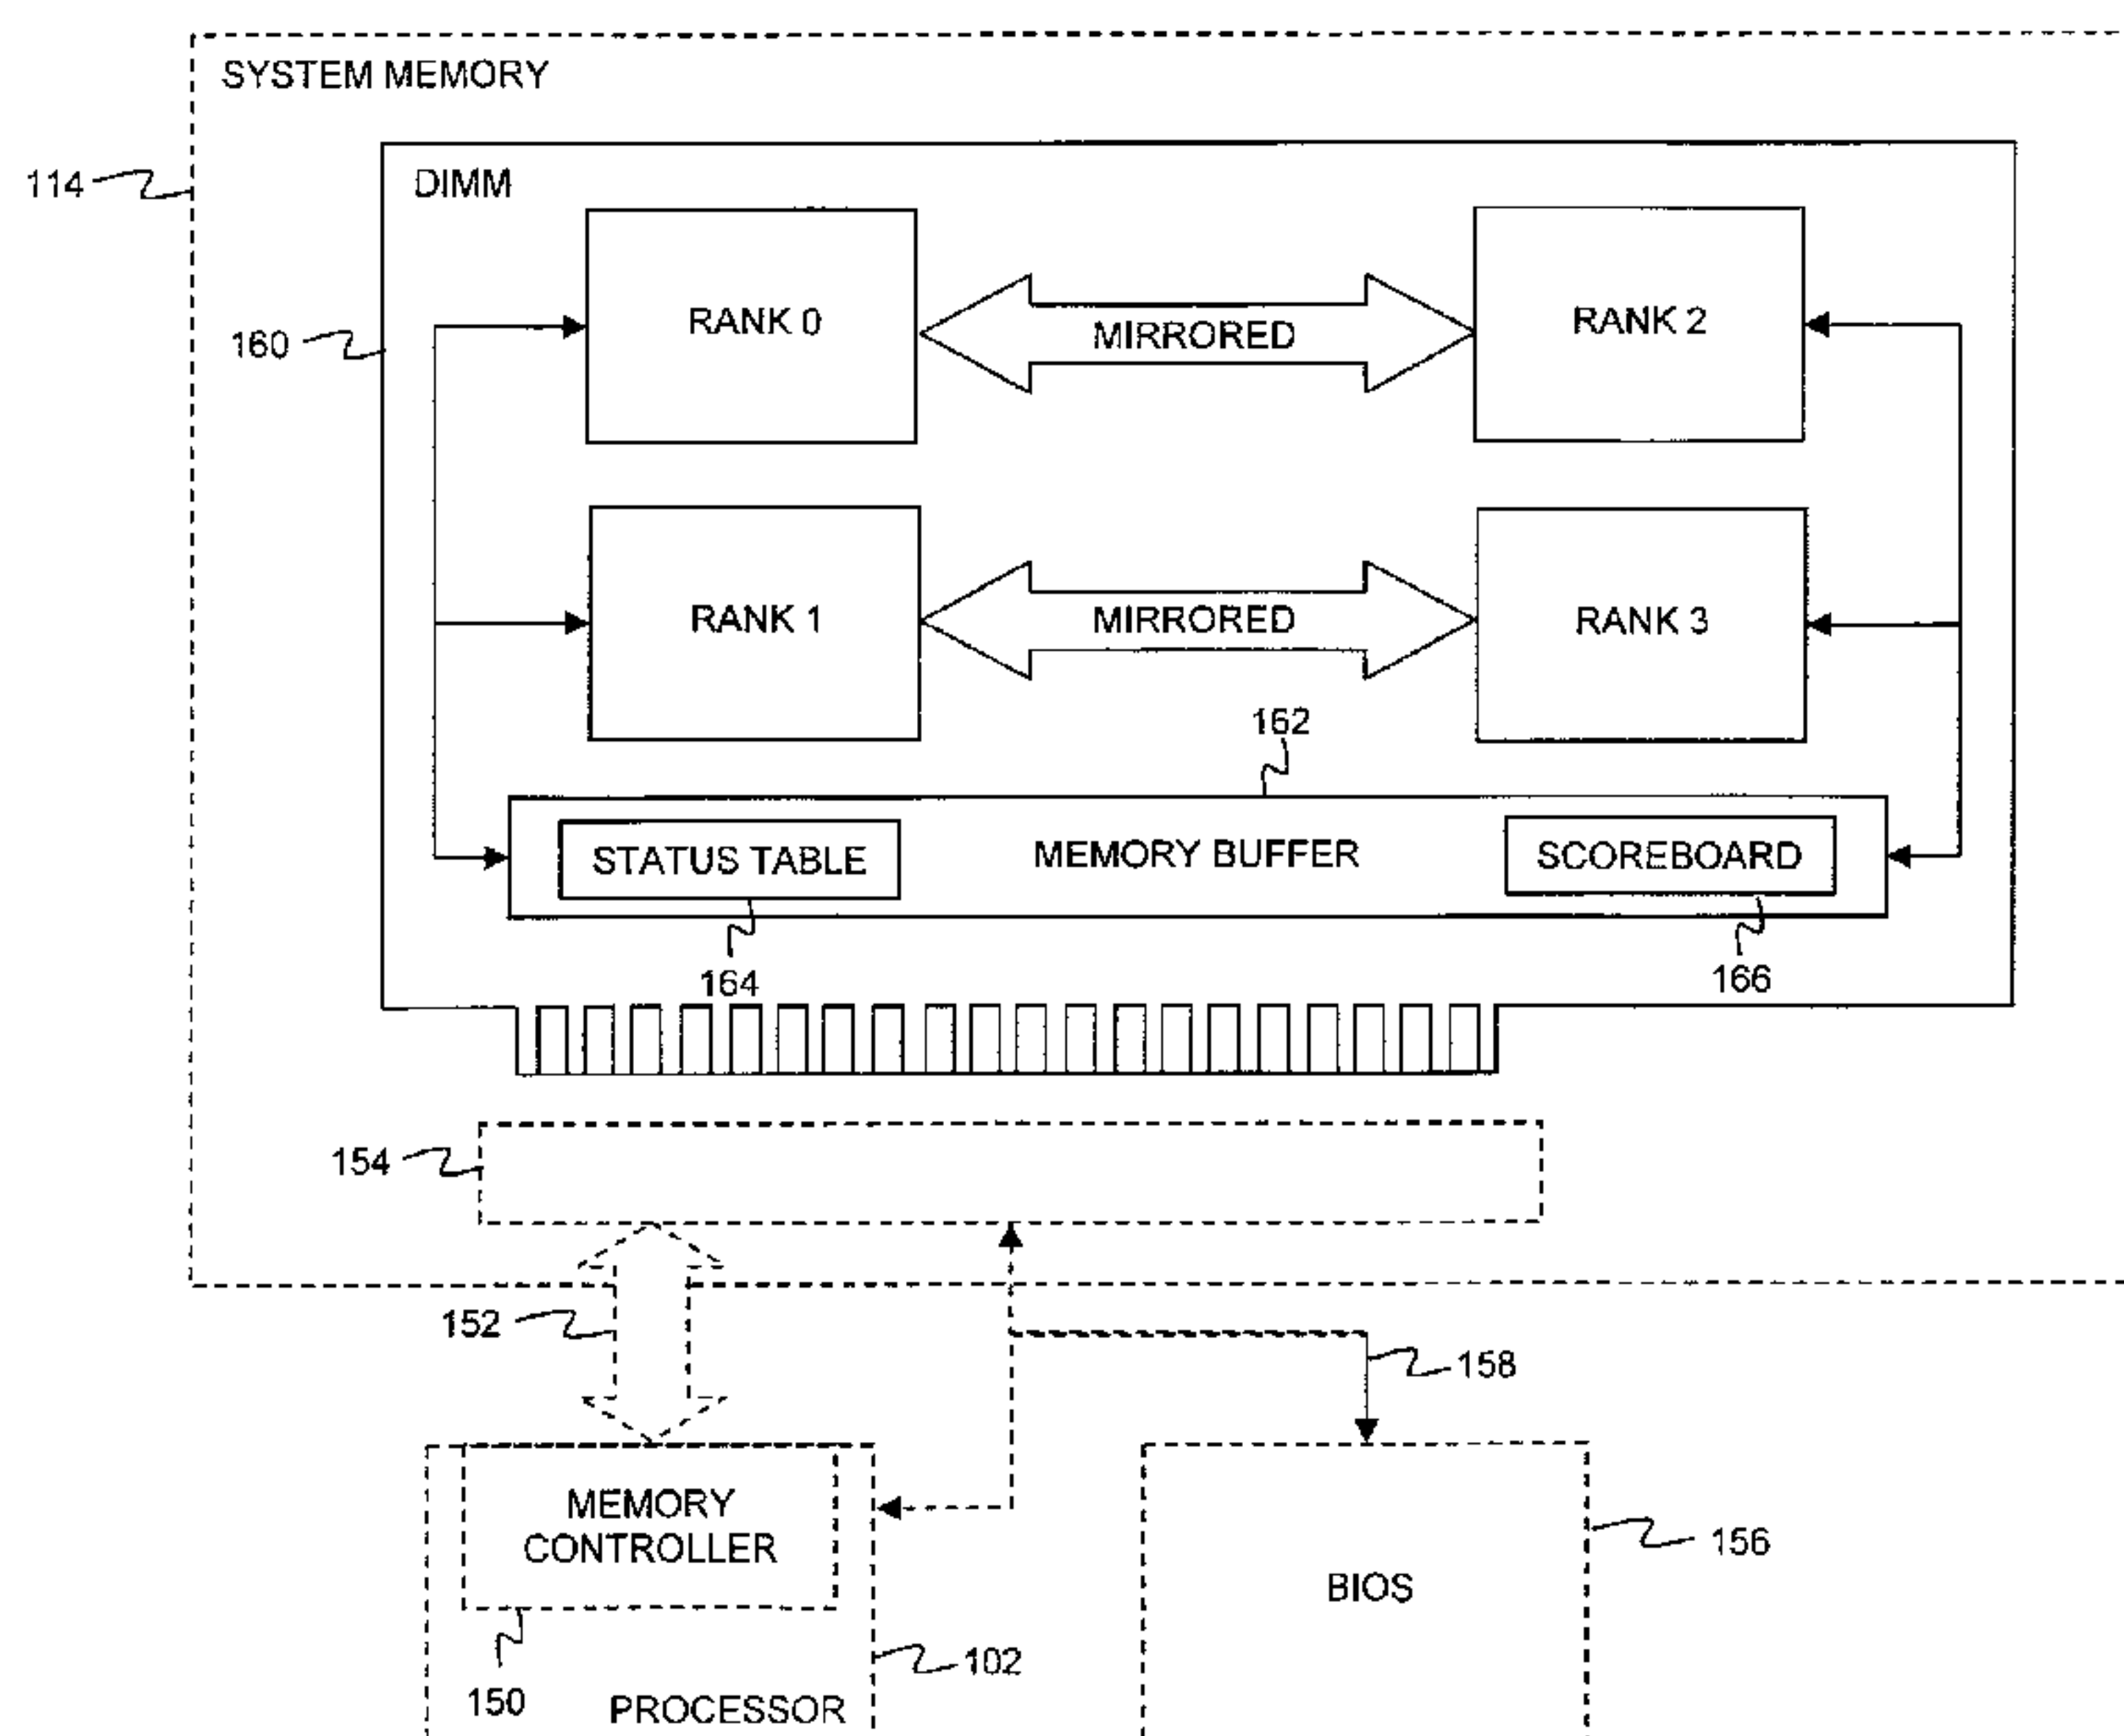 SYSTEM MEMORY
114
DIMM
160
RANK 0
MIRRORED
RANK 2
RANK 1
MIRRORED
RANK 3
162
STATUS TABLE
MEMORY BUFFER
SCOREBOARD
164
166
154
152
158
MEMORY
CONTROLLER
156
BIOS
102
150
PROCESSOR